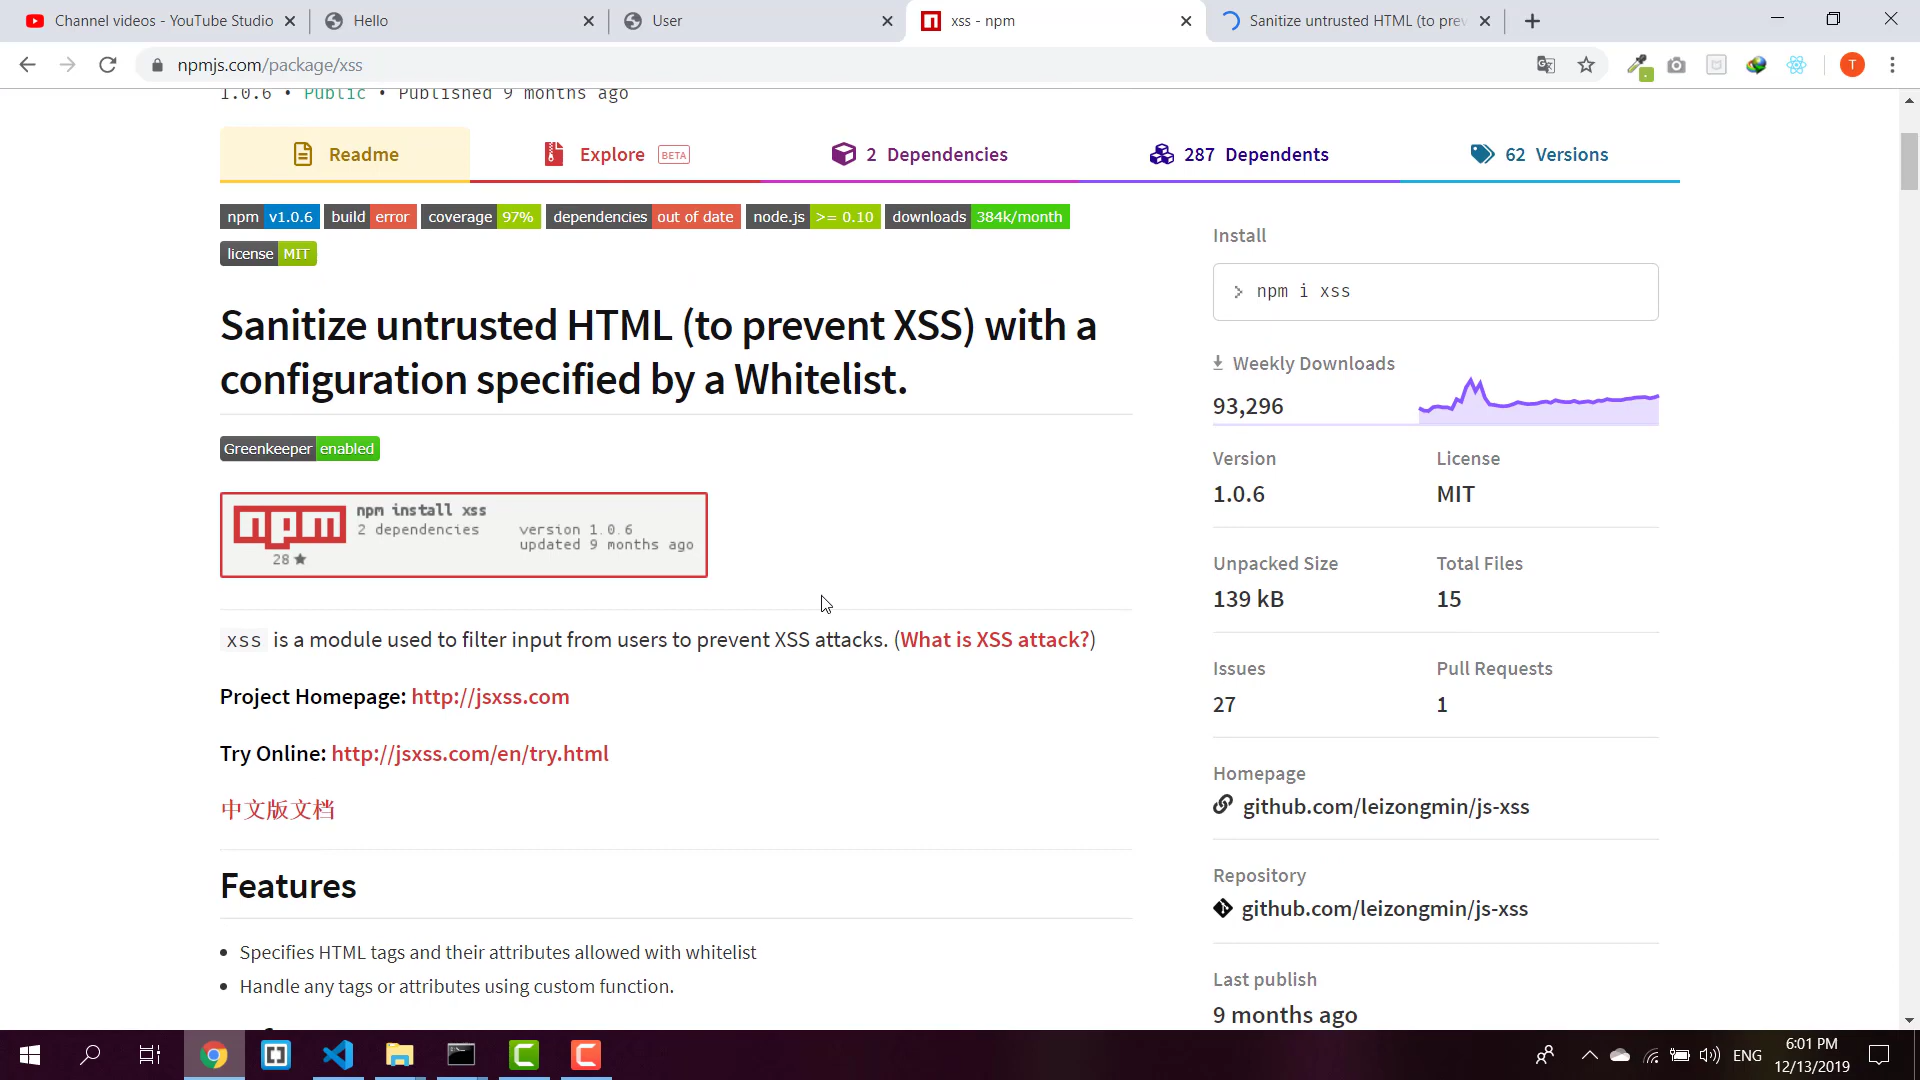 Channel videos - YouTube Studio
Hello
User
xss - npm
Sanitize untrusted HTML (to prev
npmjs.com/package/xss
T
1.0.6 • Public • Published 9 months ago
Readme
Explore BETA
2 Dependencies
287 Dependents
62 Versions
npm v1.0.6 build error coverage 97% dependencies out of date node.js >= 0.10 downloads 384k/month
license MIT
Sanitize untrusted HTML (to prevent XSS) with a
configuration specified by a Whitelist.
Greenkeeper enabled
npm
npm install xss
2 dependencies version 1.0.6
updated 9 months ago
28 ★
xss is a module used to filter input from users to prevent XSS attacks. (What is XSS attack?)
Project Homepage: http://jsxss.com
Try Online: http://jsxss.com/en/try.html
中文版文档
Features
• Specifies HTML tags and their attributes allowed with whitelist
• Handle any tags or attributes using custom function.
Install
> npm i xss
Weekly Downloads
93,296
Version License
1.0.6 MIT
Unpacked Size Total Files
139 kB 15
Issues Pull Requests
27 1
Homepage
github.com/leizongmin/js-xss
Repository
github.com/leizongmin/js-xss
Last publish
9 months ago
ENG
6:01 PM
12/13/2019